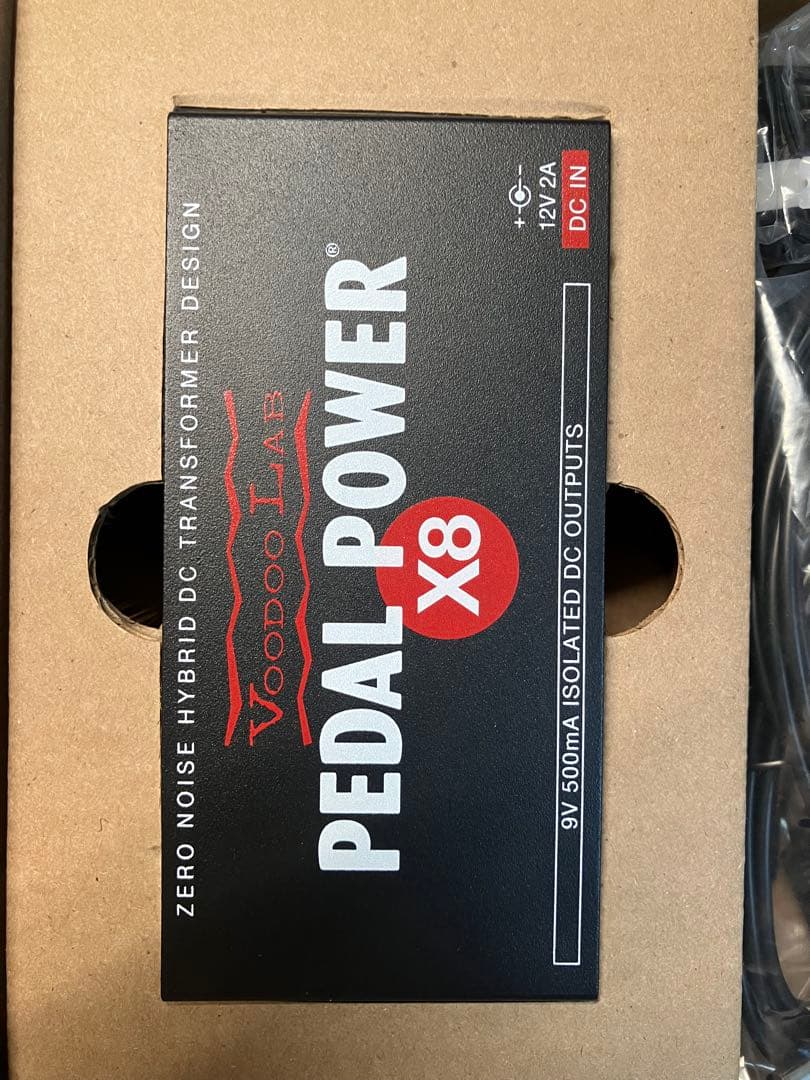 ZERO NOISE HYBRID DC TRANSFORMER DESIGN
VOODOO LAB
PEDAL POWER®
X8
+ -
12V 2A
DC IN
9V 500mA ISOLATED DC OUTPUTS